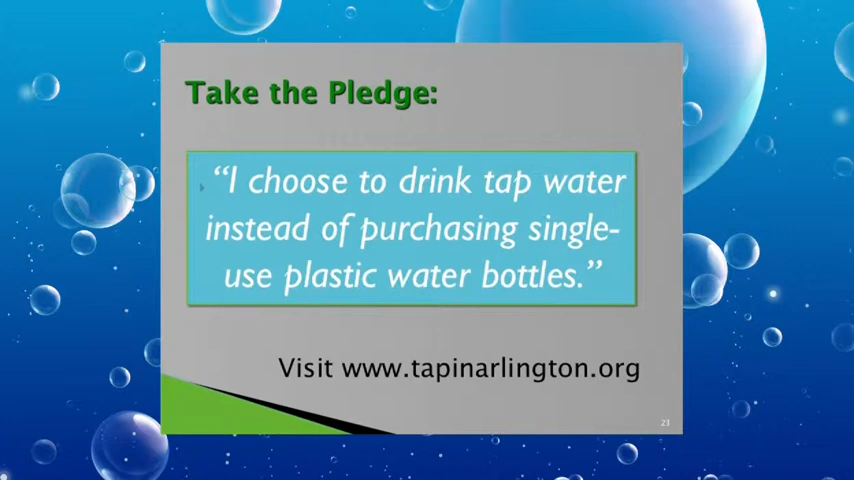 Take the Pledge:
“I choose to drink tap water
instead of purchasing single-
use plastic water bottles.”
Visit www.tapinarlington.org
23